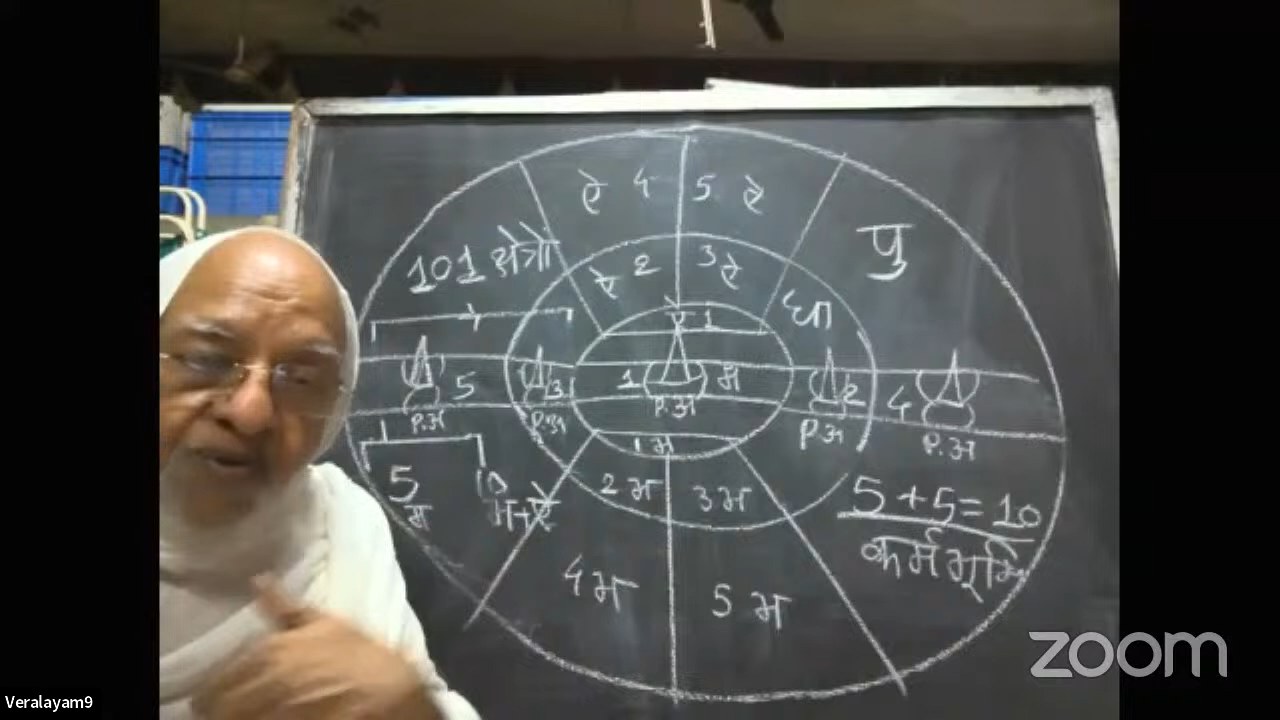 ऐ 4
5 ऐ
101 क्षेत्रों
ऐ 2
3 ऐ
पु
ऐ 1
धा
5
3
1
भ
2
4
P.अ
P.अ
P.अ
P.अ
P.अ
1 भ
5
भ
10
भ+ऐ
2 भ
3 भ
5+5=10
कर्मभूमि
4 भ
5 भ
zoom
Veralayam9